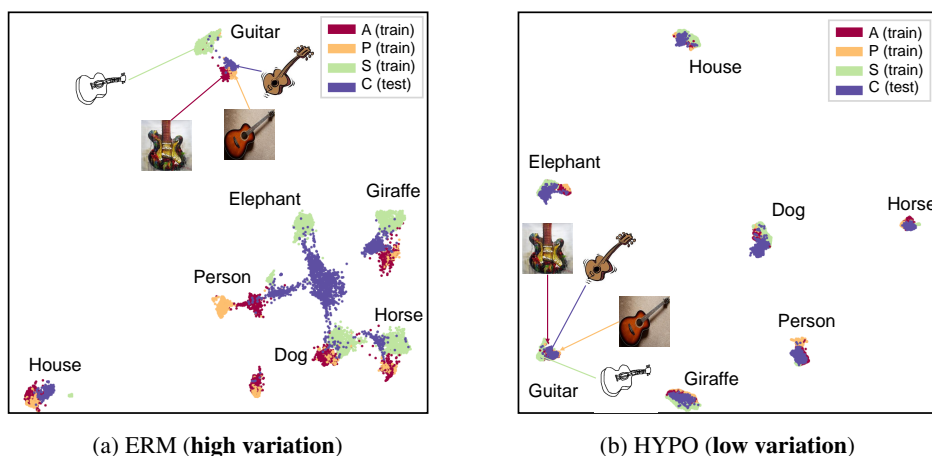 Guitar
A (train)
P (train)
S (train)
C (test)
Elephant
Giraffe
Person
Horse
Dog
House
(a) ERM (high variation)
House
A (train)
P (train)
S (train)
C (test)
Elephant
Dog
Horse
Person
Guitar
Giraffe
(b) HYPO (low variation)